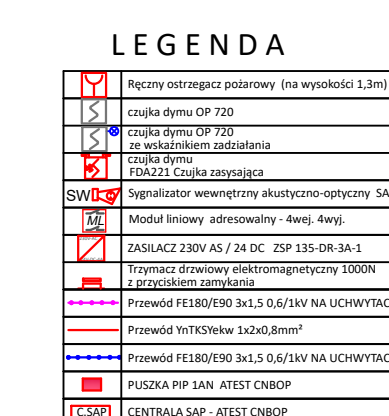 LEGENDA
Ręczny ostrzegacz pożarowy (na wysokości 1,3m)
czujka dymu OP 720
czujka dymu OP 720
ze wskaźnikiem zadziałania
czujka dymu
FDA221 Czujka zasysająca
SW Sygnalizator wewnętrzny akustyczno-optyczny SA
ML Moduł liniowy adresowalny - 4wej. 4wyj.
ZASILACZ 230V AS / 24 DC ZSP 135-DR-3A-1
Trzymacz drzwiowy elektromagnetyczny 1000N
z przyciskiem zamykania
Przewód FE180/E90 3x1,5 0,6/1kV NA UCHWYTAC
Przewód YnTKSYekw 1x2x0,8mm²
Przewód FE180/E90 3x1,5 0,6/1kV NA UCHWYTAC
PUSZKA PIP 1AN ATEST CNBOP
C.SAP CENTRALA SAP - ATEST CNBOP